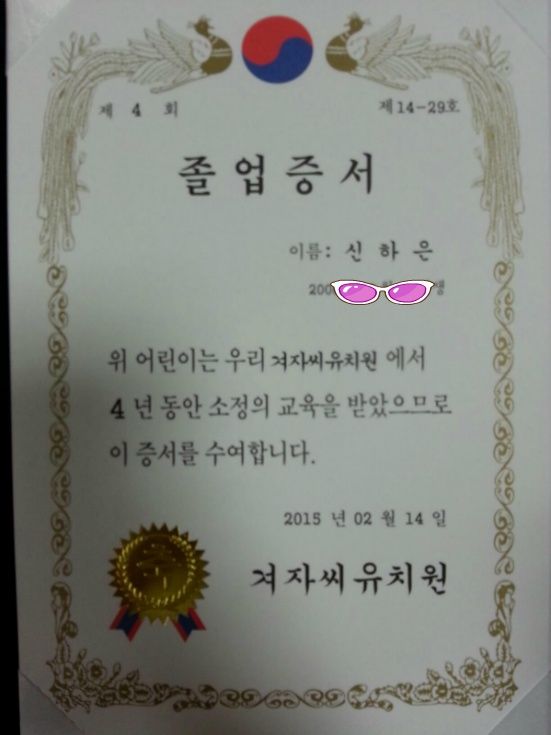 제 4 회
제14-29호
졸업증서
이름: 신하은
200
생
위 어린이는 우리 겨자씨유치원 에서
4 년 동안 소정의 교육을 받았으므로
이 증서를 수여합니다.
2015 년 02 월 14 일
겨자씨유치원